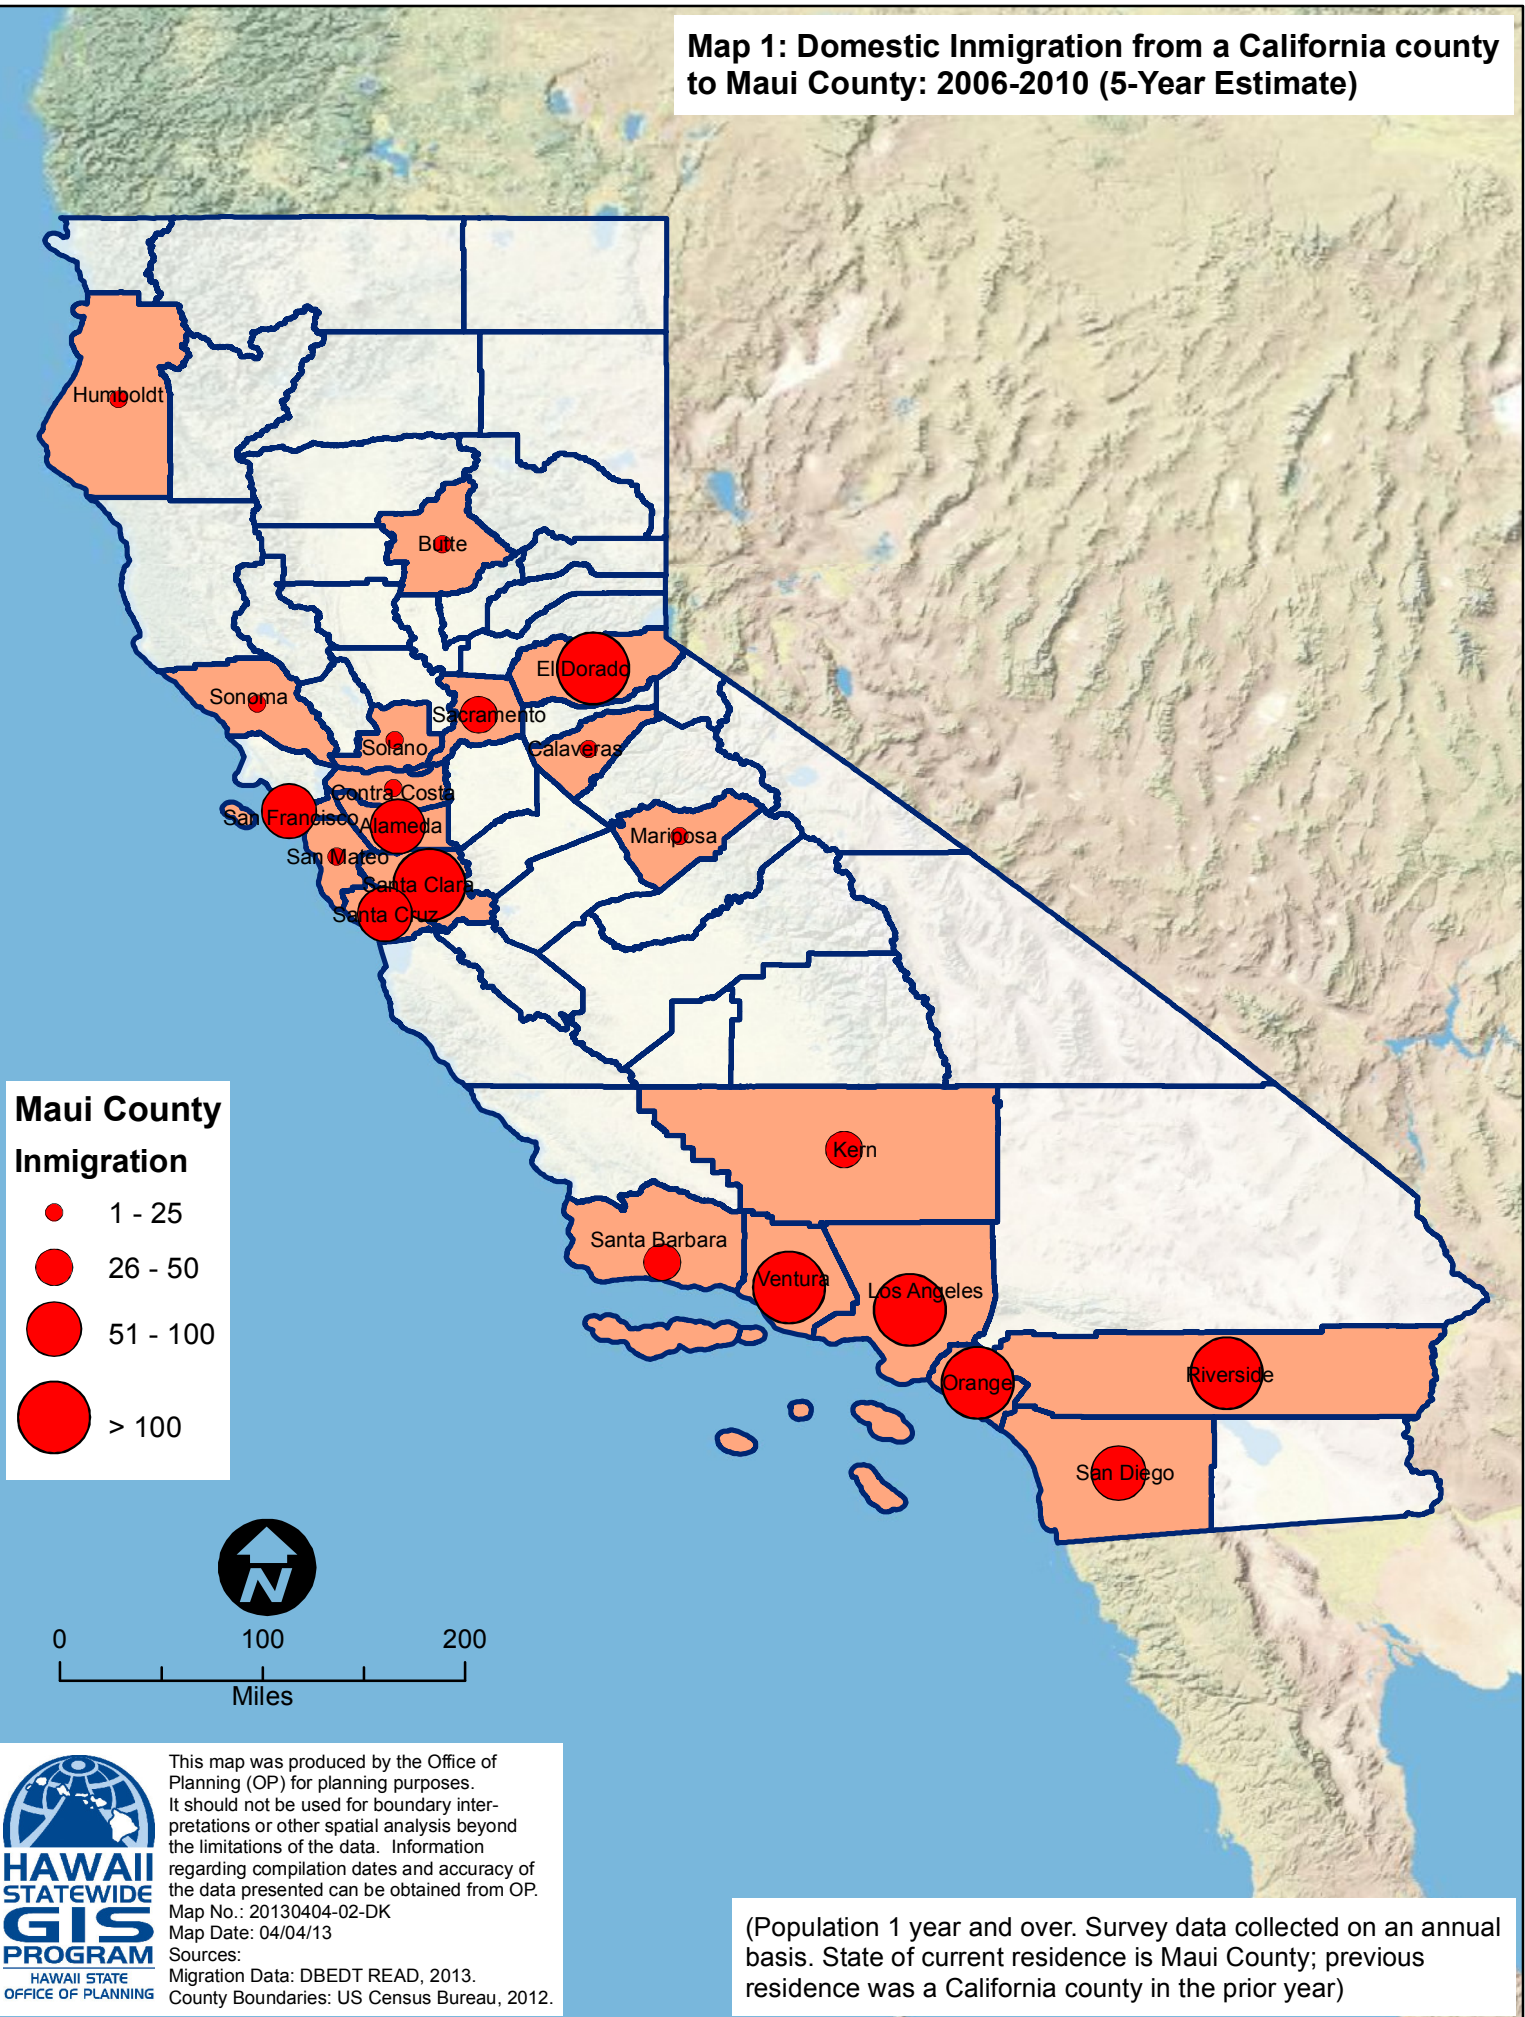 Map 1: Domestic Inmigration from a California county
to Maui County: 2006-2010 (5-Year Estimate)
Humboldt
Butte
El Dorado
Sonoma
Sacramento
Solano
Calaveras
Contra Costa
San Francisco
Alameda
Mariposa
San Mateo
Santa Clara
Santa Cruz
Kern
Santa Barbara
Ventura
Los Angeles
Orange
Riverside
San Diego
Maui County
Inmigration
1 - 25
26 - 50
51 - 100
> 100
N
0 100 200
Miles
HAWAII
STATEWIDE
GIS
PROGRAM
HAWAII STATE
OFFICE OF PLANNING
This map was produced by the Office of
Planning (OP) for planning purposes.
It should not be used for boundary inter-
pretations or other spatial analysis beyond
the limitations of the data. Information
regarding compilation dates and accuracy of
the data presented can be obtained from OP.
Map No.: 20130404-02-DK
Map Date: 04/04/13
Sources:
Migration Data: DBEDT READ, 2013.
County Boundaries: US Census Bureau, 2012.
(Population 1 year and over. Survey data collected on an annual
basis. State of current residence is Maui County; previous
residence was a California county in the prior year)